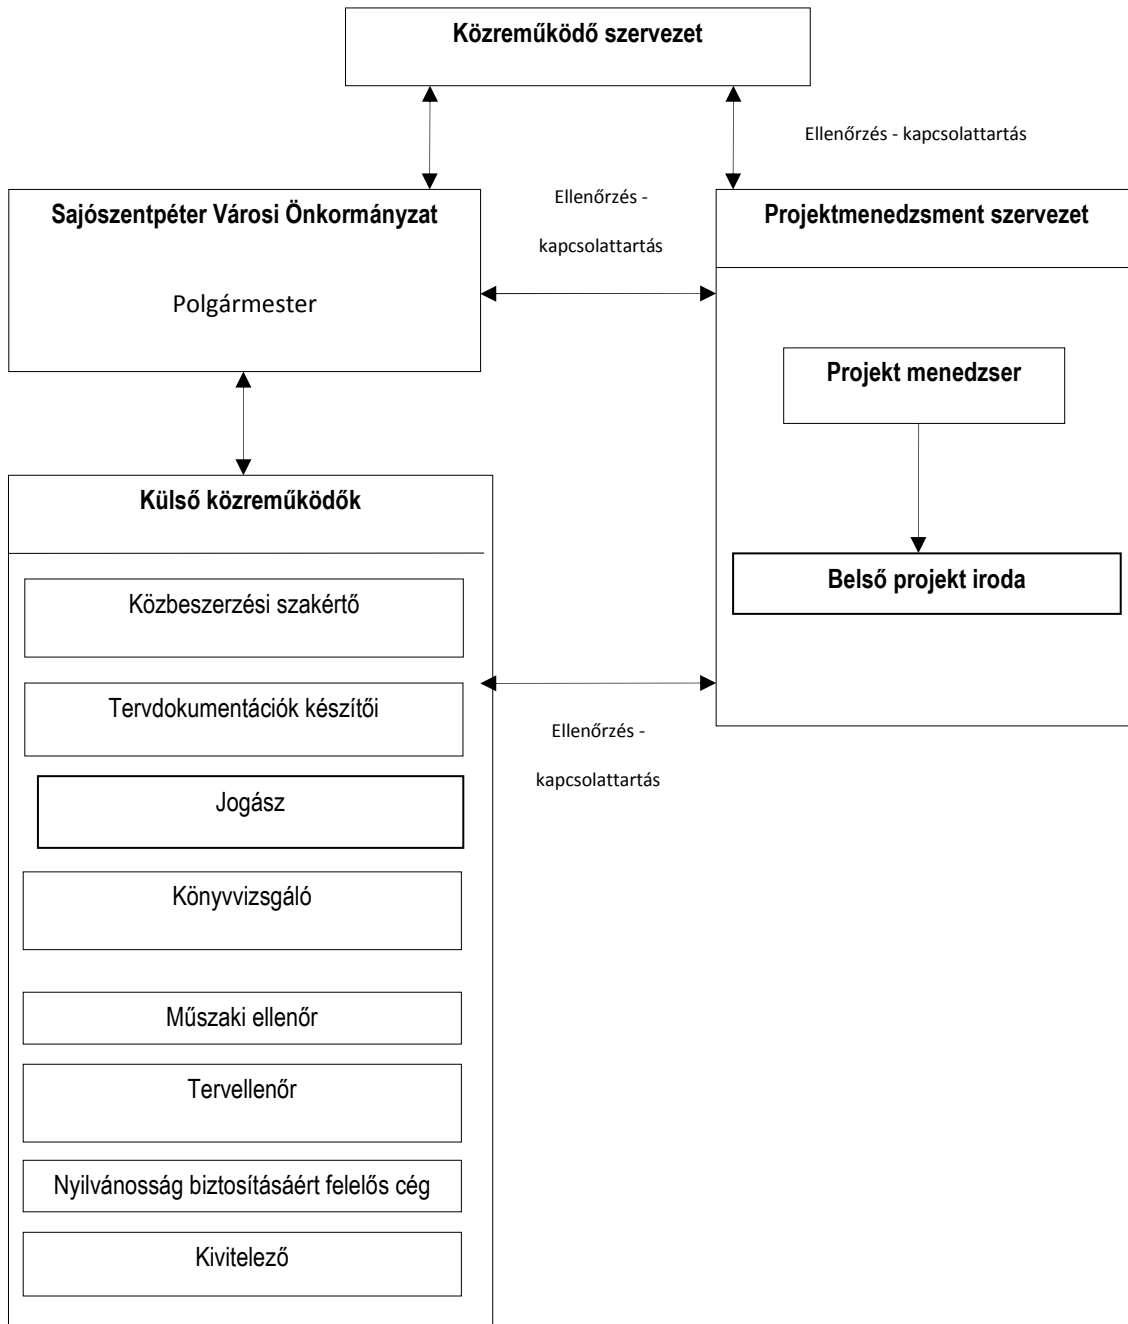 Közreműködő szervezet
Ellenőrzés - kapcsolattartás
Sajószentpéter Városi Önkormányzat
Polgármester
Ellenőrzés -
kapcsolattartás
Projektmenedzsment szervezet
Projekt menedzser
Belső projekt iroda
Külső közreműködők
Közbeszerzési szakértő
Tervdokumentációk készítői
Jogász
Könyvvizsgáló
Műszaki ellenőr
Tervellenőr
Nyilvánosság biztosításáért felelős cég
Kivitelező
Ellenőrzés -
kapcsolattartás